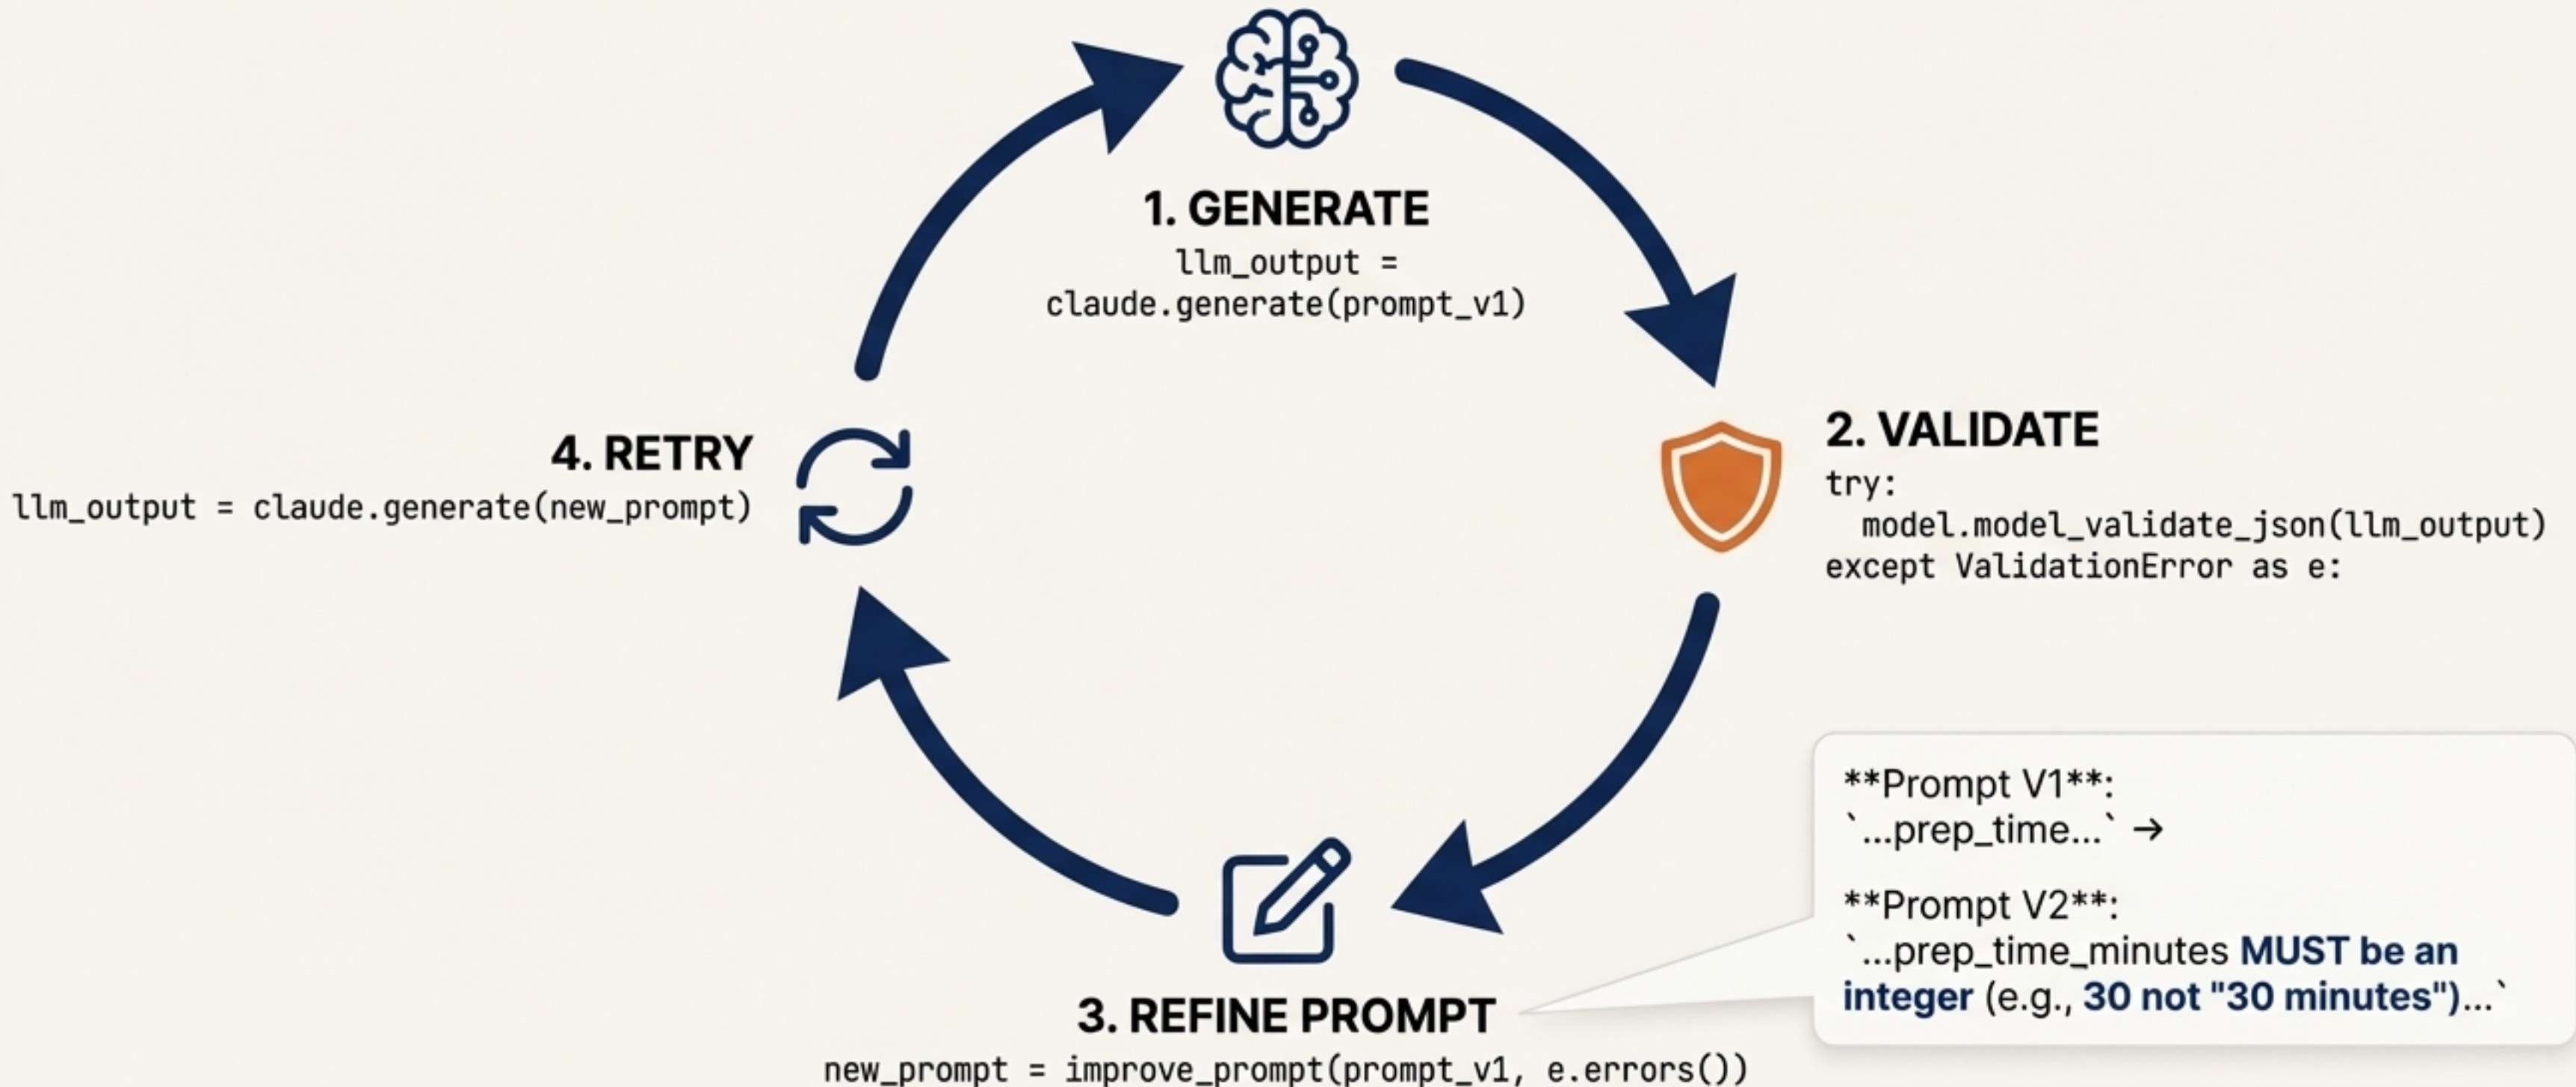 1. GENERATE
llm_output =
claude.generate(prompt_v1)
2. VALIDATE
try:
  model.model_validate_json(llm_output)
except ValidationError as e:
3. REFINE PROMPT
new_prompt = improve_prompt(prompt_v1, e.errors())
**Prompt V1**:
`...prep_time...` →
**Prompt V2**:
`...prep_time_minutes MUST be an
integer (e.g., 30 not "30 minutes")...`
4. RETRY
llm_output = claude.generate(new_prompt)